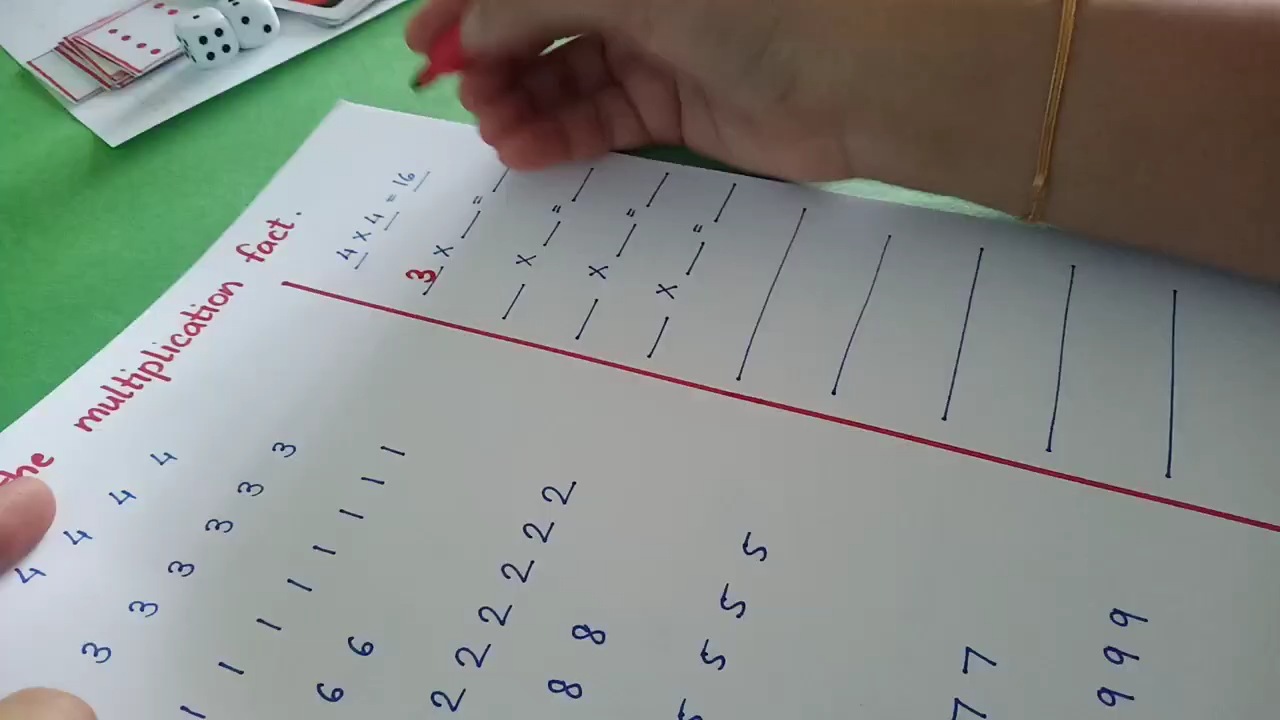 the multiplication fact.
4 4 4 4 4 x 4 = 16
3 3 3 3 3 3 3 x __ = __
1 1 1 1 1 1 1 1 __ x __ = __
6 6 __ x __ = __
2 2 2 2 2 2 __ x __ = __
8 8
5 5 5 5
7 7
9 9 9